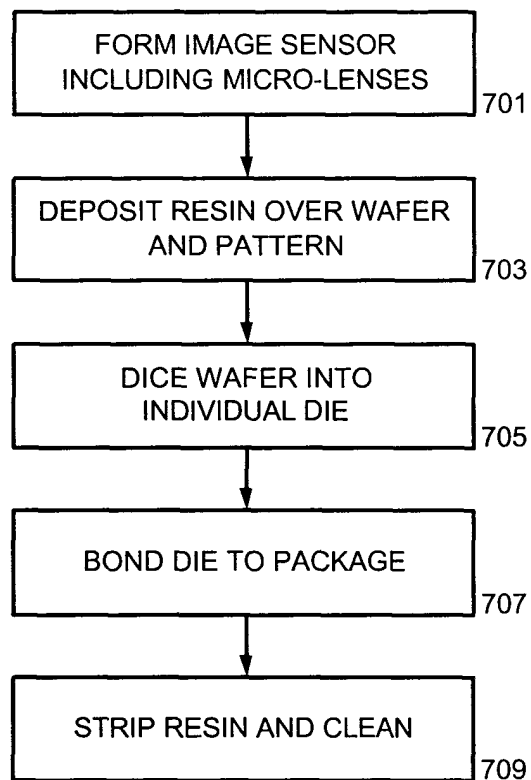 FORM IMAGE SENSOR
INCLUDING MICRO-LENSES
701
DEPOSIT RESIN OVER WAFER
AND PATTERN
703
DICE WAFER INTO
INDIVIDUAL DIE
705
BOND DIE TO PACKAGE
707
STRIP RESIN AND CLEAN
709